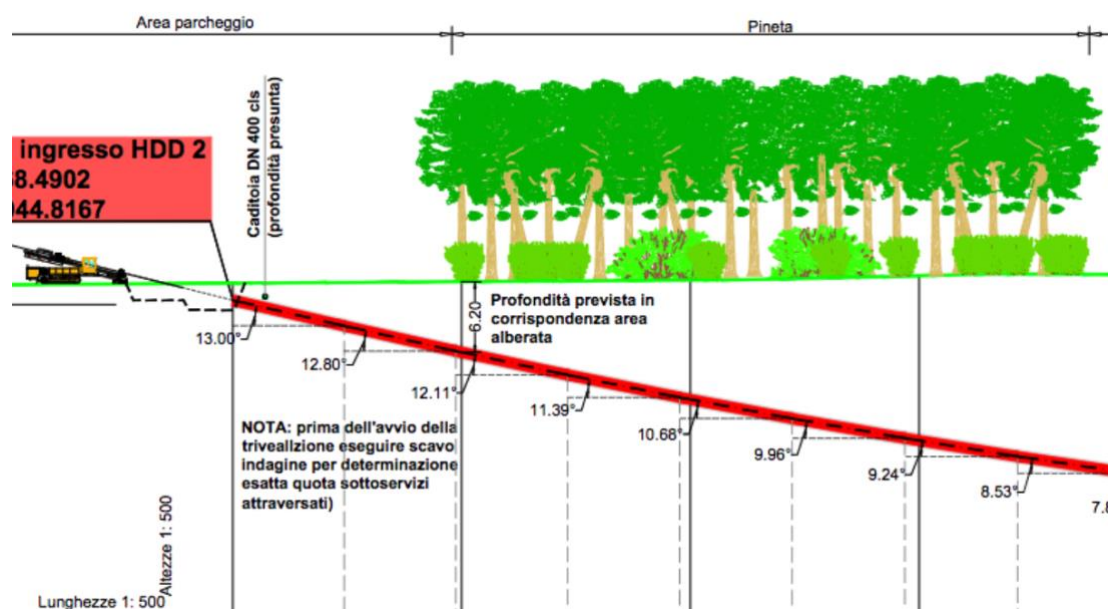 Area parcheggio
Pineta
ingresso HDD 2
8.4902
044.8167
Caditoia DN 400 cls
(profondità presunta)
6.20
Profondità prevista in
corrispondenza area
alberata
13.00°
12.80°
12.11°
11.39°
10.68°
9.96°
9.24°
8.53°
7.8
NOTA: prima dell'avvio della
triveallzione eseguire scavo
indagine per determinazione
esatta quota sottoservizi
attraversati)
Altezze 1: 500
Lunghezze 1: 500